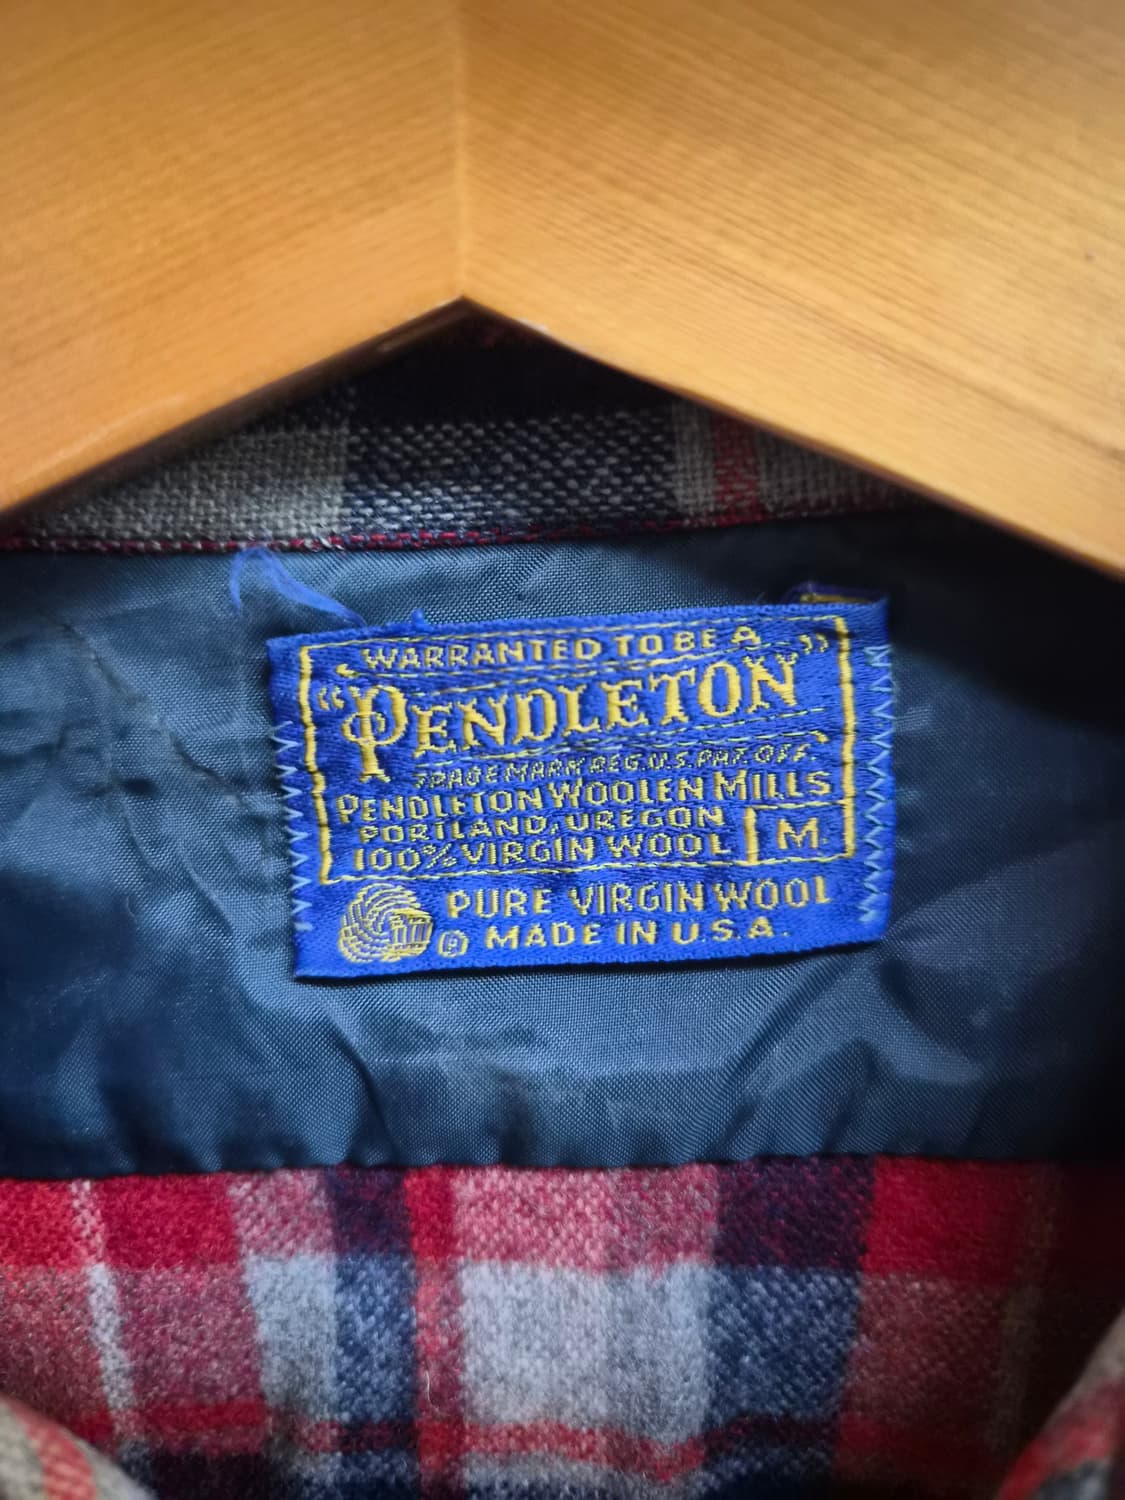 WARRANTED TO BE A
"PENDLETON"
TRADE MARK REG. U.S. PAT. OFF.
PENDLETON WOOLEN MILLS
PORTLAND, OREGON
100% VIRGIN WOOL
M.
PURE VIRGIN WOOL
® MADE IN U.S.A.